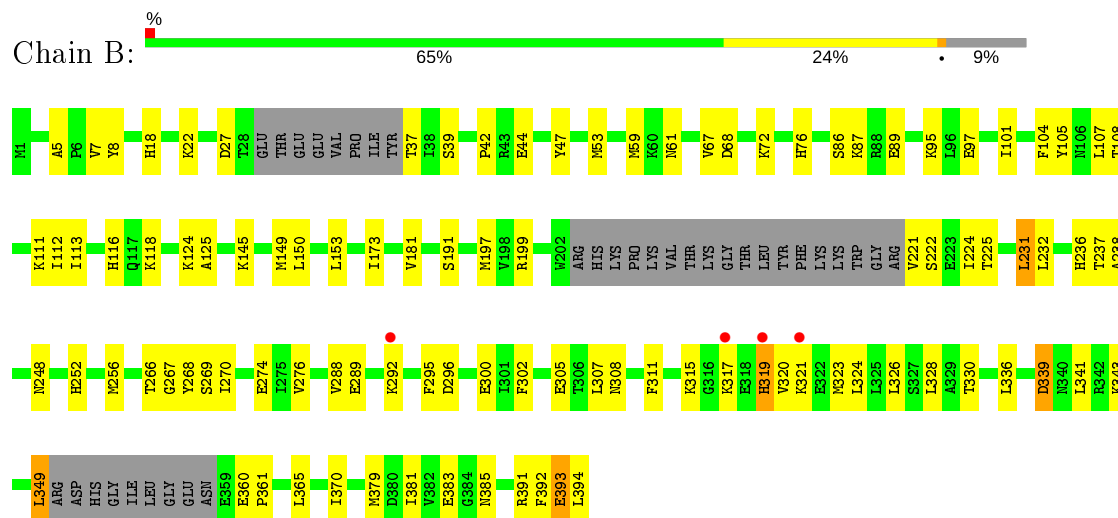 %
Chain B:
65% 24% • 9%
M1 A5 P6 V7 Y8 H18 K22 D27 T28 GLU THR GLU GLU VAL PRO ILE TYR T37 I38 S39 P42 R43 E44 Y47 M53 M59 K60 N61 V67 D68 K72 H76 S86 K87 R88 E89 K95 L96 E97 I101 F104 Y105 N106 L107 T108
K111 I112 I113 H116 Q117 K118 K124 A125 K145 M149 L150 L153 I173 V181 S191 M197 V198 R199 W202 ARG HIS LYS PRO LYS VAL THR LYS GLY THR LEU TYR PHE LYS LYS TRP GLY ARG V221 S222 E223 I224 T225 L231 L232 H236 T237 A238
N248 H252 M256 T266 G267 Y268 S269 I270 E274 I275 V276 V288 E289 K292 F295 D296 E300 I301 F302 E305 T306 L307 N308 F311 K315 G316 K317 E318 H319 V320 K321 E322 M323 L324 L325 L326 S327 L328 A329 T330 L336 D339 N340 L341 R342 K343
L349 ARG ASP HIS GLY ILE LEU GLY GLU ASN E359 E360 P361 L365 I370 M379 D380 I381 V382 E383 G384 N385 R391 F392 E393 L394